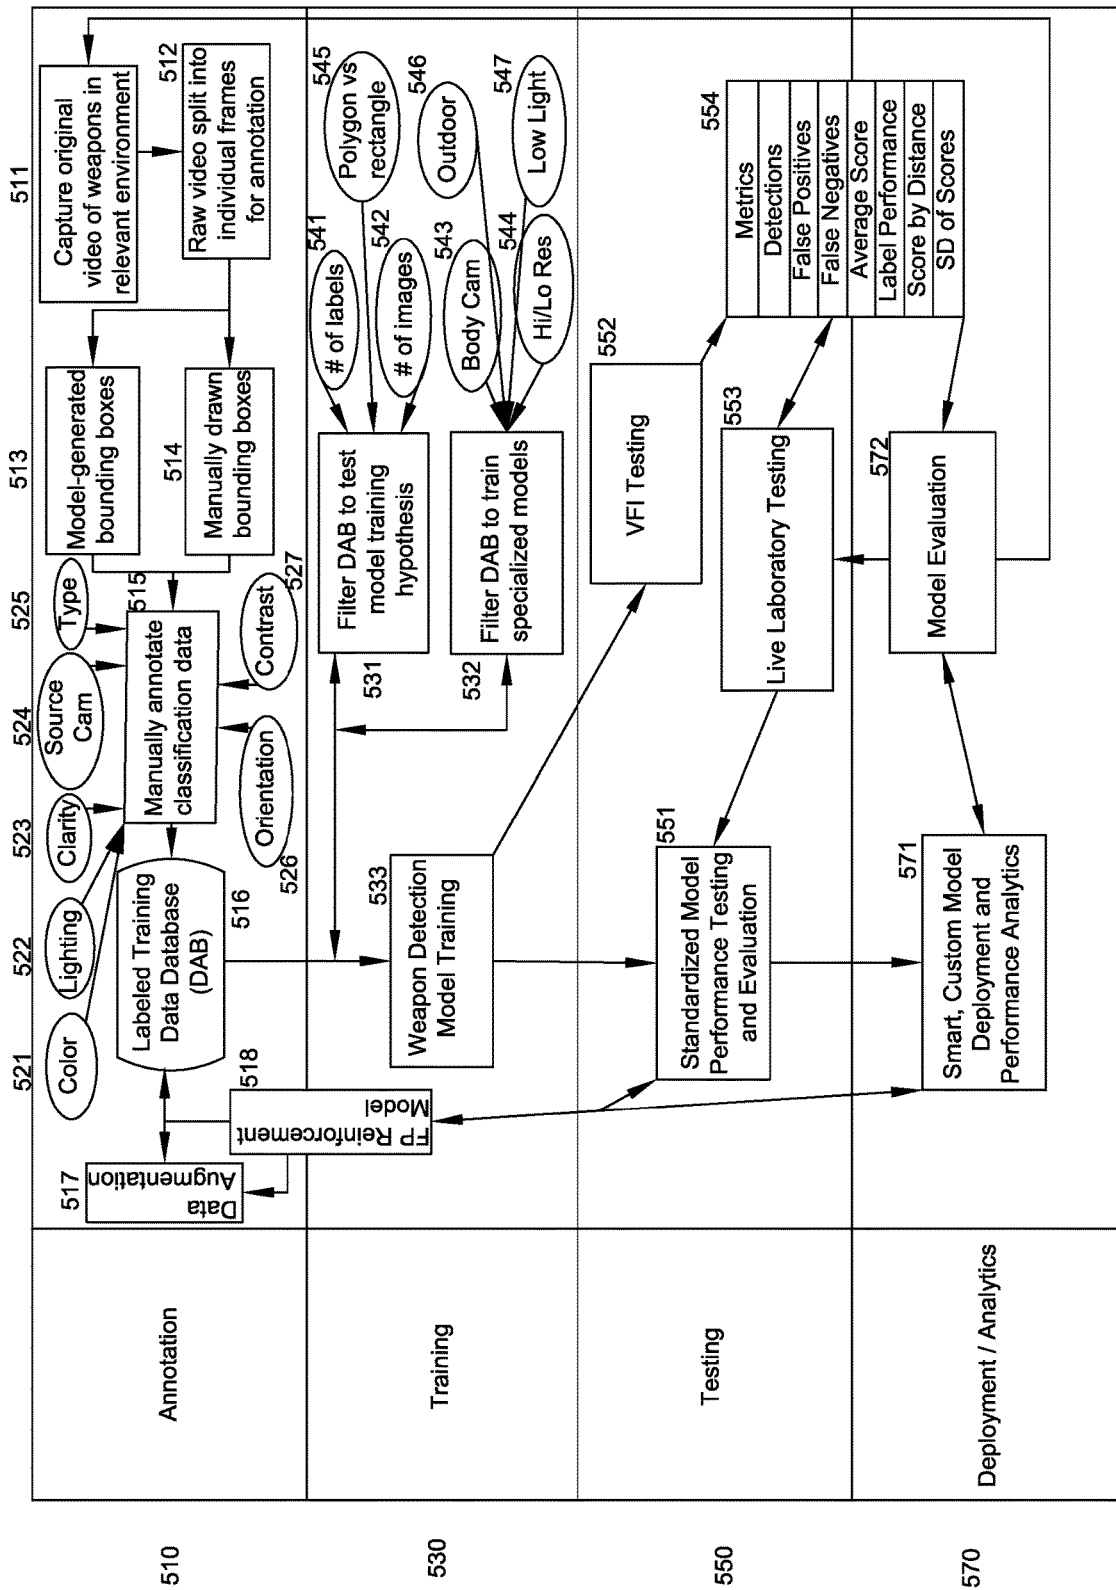 510
Annotation
517
Data
Augmentation
518
FP Reinforcement
Model
521
Color
522
Lighting
523
Clarity
524
Source
Cam
525
Type
526
Orientation
527
Contrast
516
Labeled Training
Data Database
(DAB)
515
Manually annotate
classification data
513
Model-generated
bounding boxes
514
Manually drawn
bounding boxes
511
Capture original
video of weapons in
relevant environment
512
Raw video split into
individual frames
for annotation
530
Training
533
Weapon Detection
Model Training
531
Filter DAB to test
model training
hypothesis
532
Filter DAB to train
specialized models
541
# of labels
545
Polygon vs
rectangle
542
# of images
543
Body Cam
546
Outdoor
544
Hi/Lo Res
547
Low Light
550
Testing
551
Standardized Model
Performance Testing
and Evaluation
552
VFI Testing
553
Live Laboratory Testing
554
Metrics
Detections
False Positives
False Negatives
Average Score
Label Performance
Score by Distance
SD of Scores
570
Deployment / Analytics
571
Smart, Custom Model
Deployment and
Performance Analytics
572
Model Evaluation